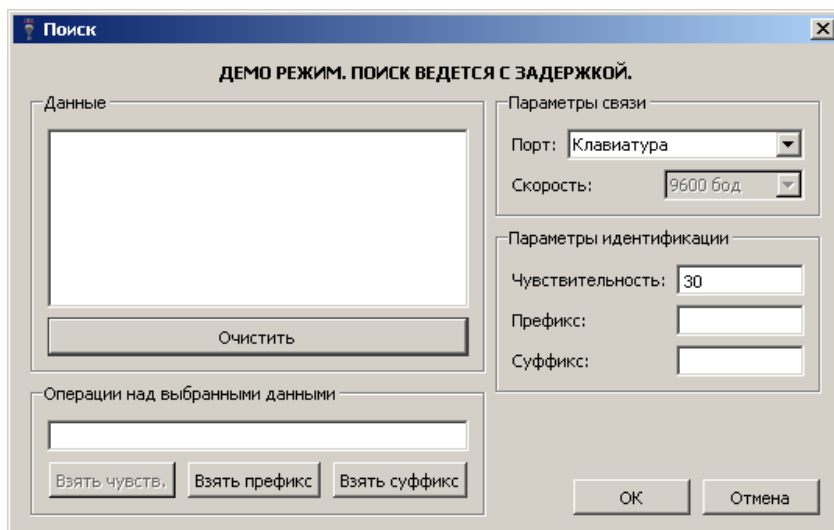 Поиск
ДЕМО РЕЖИМ. ПОИСК ВЕДЕТСЯ С ЗАДЕРЖКОЙ.
Данные
Очистить
Операции над выбранными данными
Взять чувств. Взять префикс Взять суффикс
Параметры связи
Порт: Клавиатура
Скорость: 9600 бод
Параметры идентификации
Чувствительность: 30
Префикс:
Суффикс:
ОК Отмена